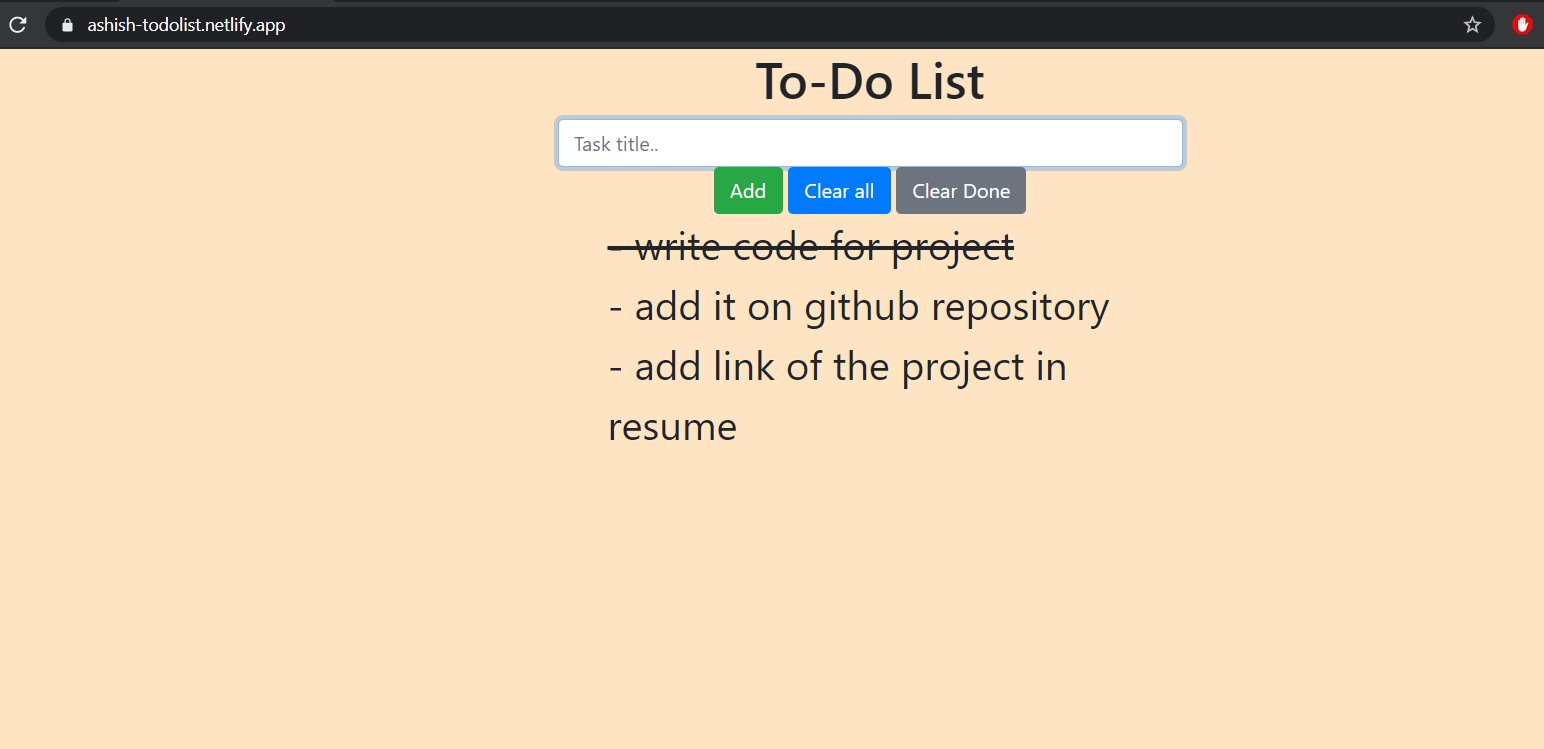 ashish-todolist.netlify.app
To-Do List
Task title..
Add Clear all Clear Done
- write code for project
- add it on github repository
- add link of the project in
resume